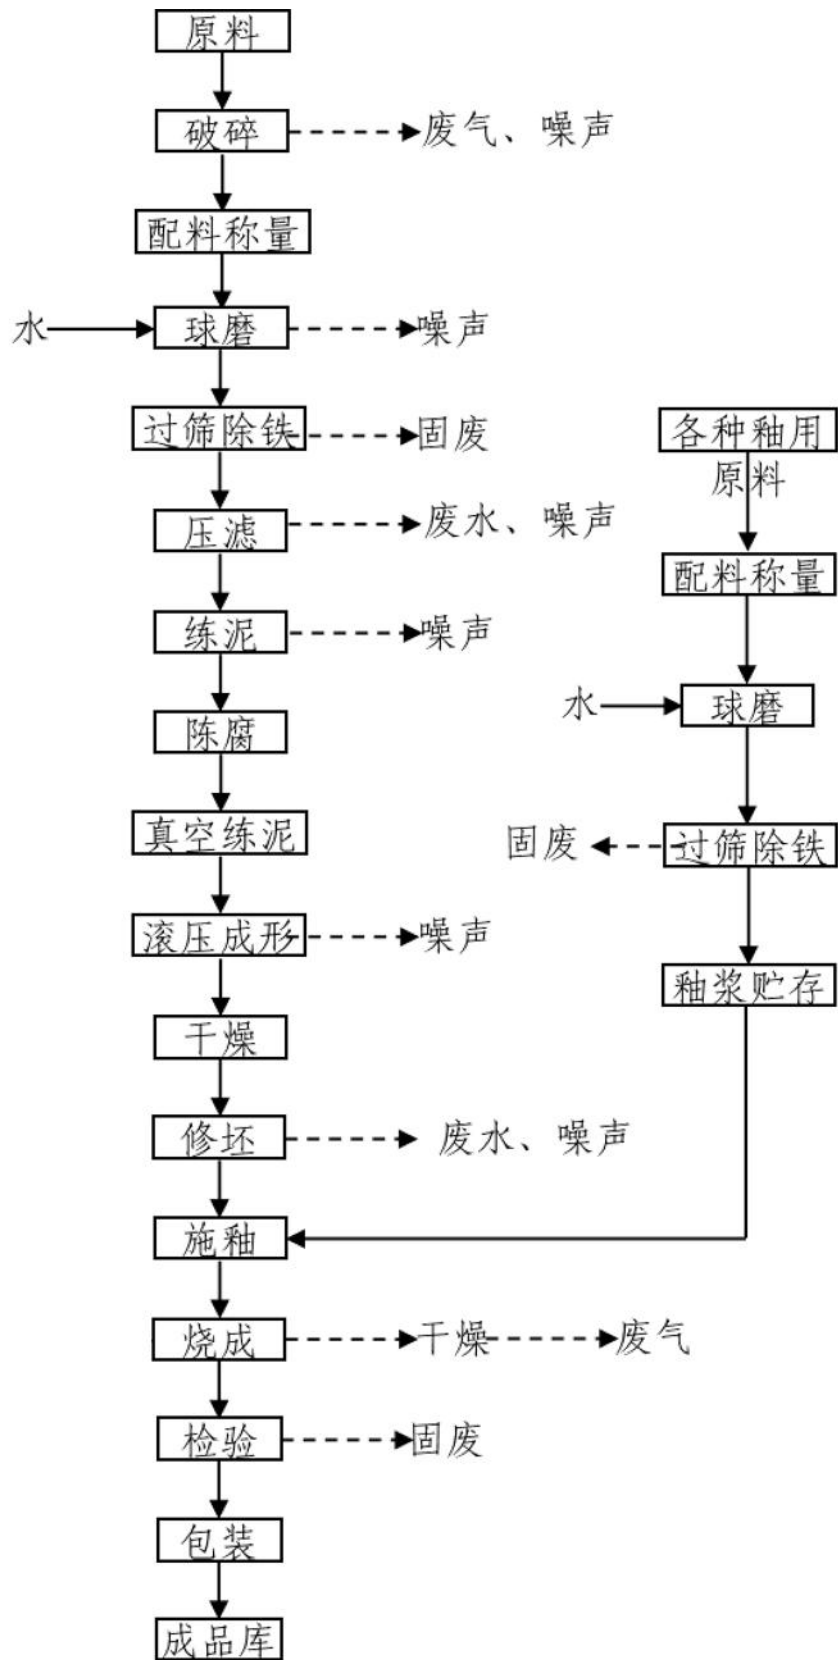 原料
破碎
废气、噪声
配料称量
水
球磨
噪声
过筛除铁
固废
压滤
废水、噪声
练泥
噪声
陈腐
真空练泥
滚压成形
噪声
干燥
修坯
废水、噪声
施釉
烧成
干燥
废气
检验
固废
包装
成品库
各种釉用
原料
配料称量
水
球磨
固废
过筛除铁
釉浆贮存